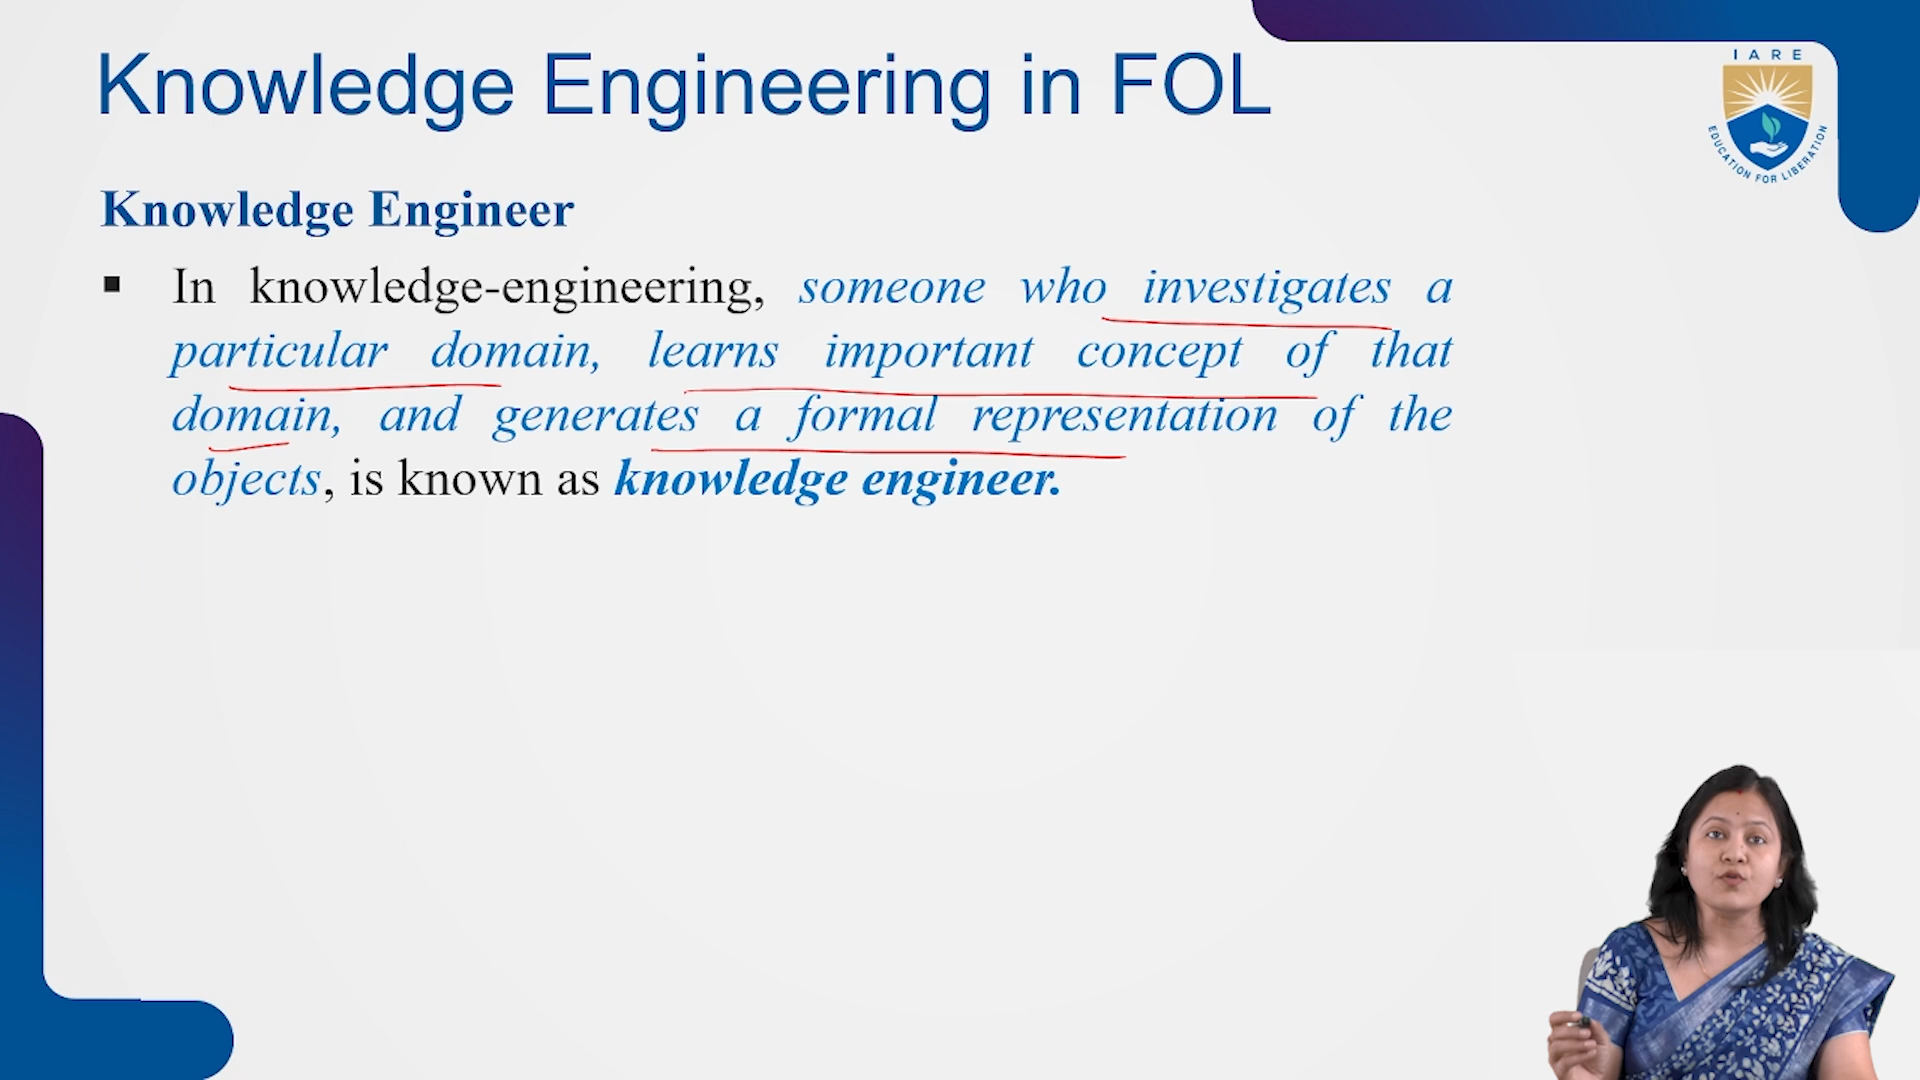 Knowledge Engineering in FOL
IARE
EDUCATION FOR LIBERATION
Knowledge Engineer
▪ In knowledge-engineering, someone who investigates a
particular domain, learns important concept of that
domain, and generates a formal representation of the
objects, is known as knowledge engineer.